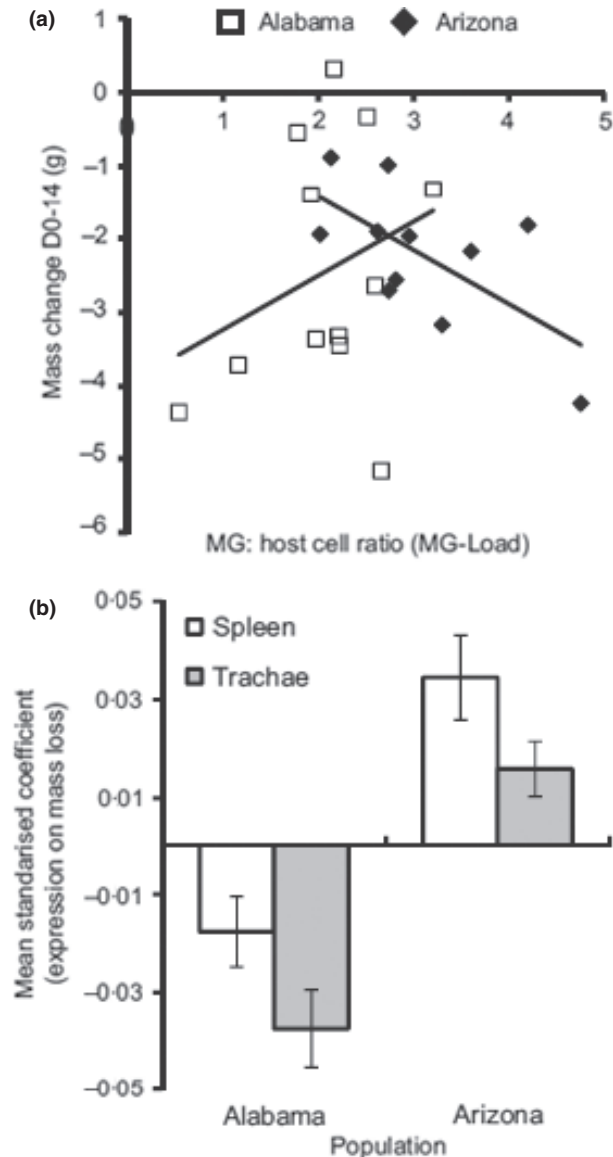 (a)
Alabama Arizona
1
0
–1
–2
–3
–4
–5
–6
0 1 2 3 4 5
Mass change D0-14 (g)
MG: host cell ratio (MG-Load)
(b)
Spleen
Trachae
0·05
0·03
0·01
–0·01
–0·03
–0·05
Mean standarised coefficient
(expression on mass loss)
Alabama Arizona
Population